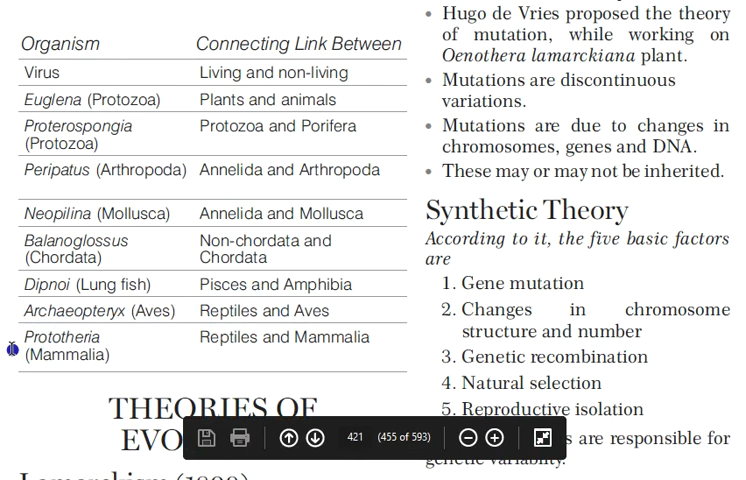 Organism Connecting Link Between
Virus Living and non-living
Euglena (Protozoa) Plants and animals
Proterospongia Protozoa and Porifera
(Protozoa)
Peripatus (Arthropoda) Annelida and Arthropoda
Neopilina (Mollusca) Annelida and Mollusca
Balanoglossus Non-chordata and
(Chordata) Chordata
Dipnoi (Lung fish) Pisces and Amphibia
Archaeopteryx (Aves) Reptiles and Aves
Prototheria Reptiles and Mammalia
(Mammalia)
THEORIES OF
EVO
Hugo de Vries proposed the theory
of mutation, while working on
Oenothera lamarckiana plant.
• Mutations are discontinuous
variations.
• Mutations are due to changes in
chromosomes, genes and DNA.
• These may or may not be inherited.
Synthetic Theory
According to it, the five basic factors
are
1. Gene mutation
2. Changes in chromosome
structure and number
3. Genetic recombination
4. Natural selection
5. Reproductive isolation
s are responsible for
genetic variability.
421 (455 of 593)